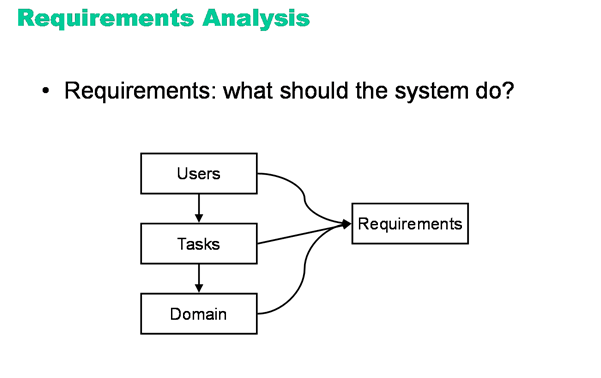 Requirements Analysis
• Requirements: what should the system do?
Users
Tasks
Requirements
Domain